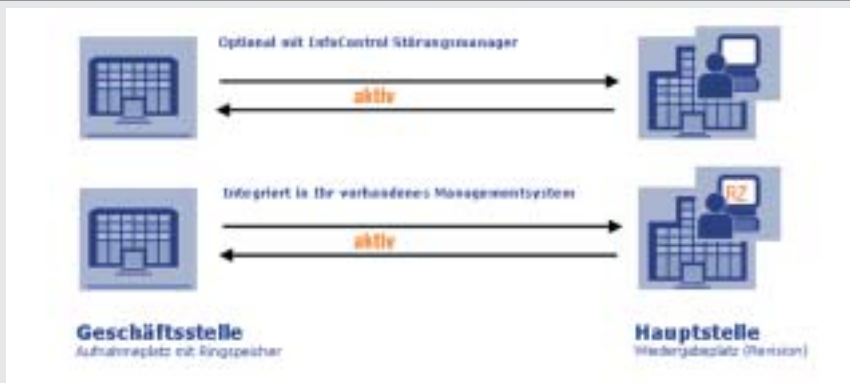 Optional mit InfoControl Störungsmanager
aktiv
Integriert in Ihr vorhandenes Managementsystem
RZ
aktiv
Geschäftsstelle
Hauptstelle
Aufnahmeplatz mit Ringspeicher
Wiedergabeplatz (Revision)